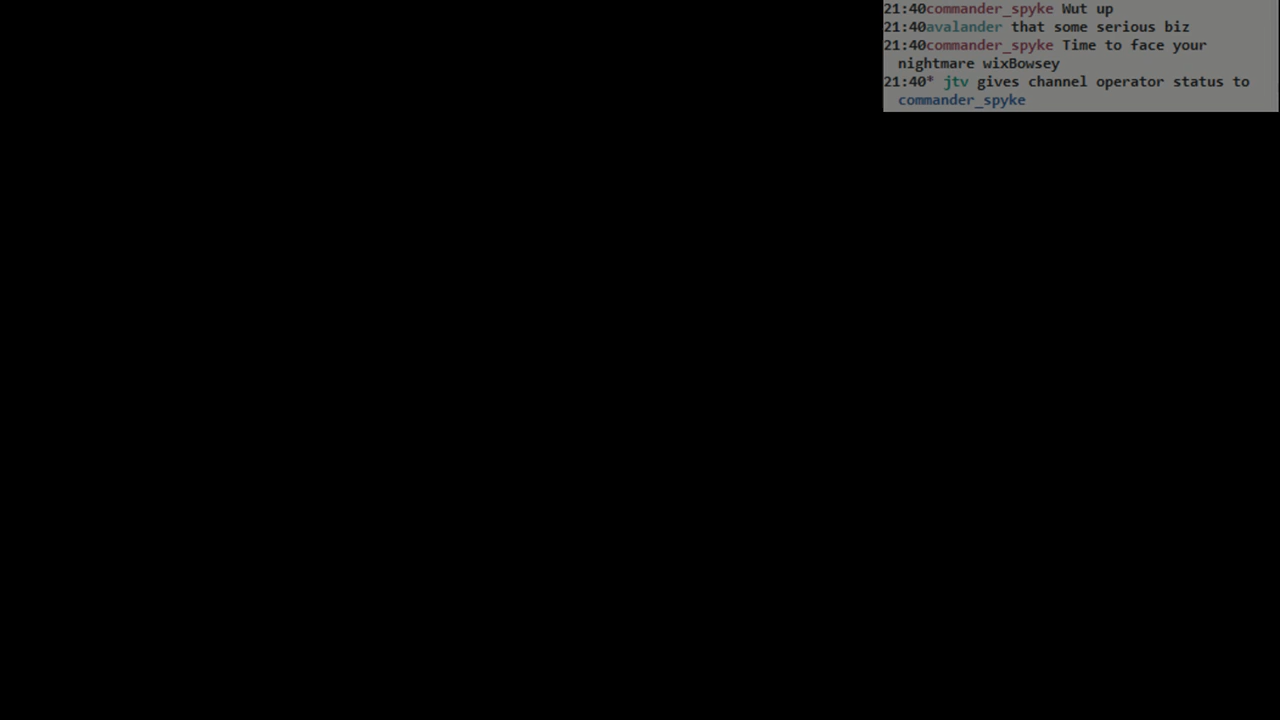 21:40commander_spyke Wut up
21:40avalander that some serious biz
21:40commander_spyke Time to face your
nightmare wixBowsey
21:40* jtv gives channel operator status to
commander_spyke